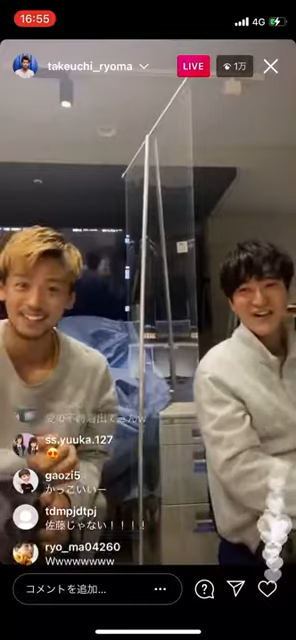 16:55
4G
takeuchi_ryoma
LIVE
1万
ss.yuuka.127
😍
gaozi5
かっこいいー
tdmpjdtpj
佐藤じゃない！！！！
ryo_ma04260
Wwwwwwww
コメントを追加...